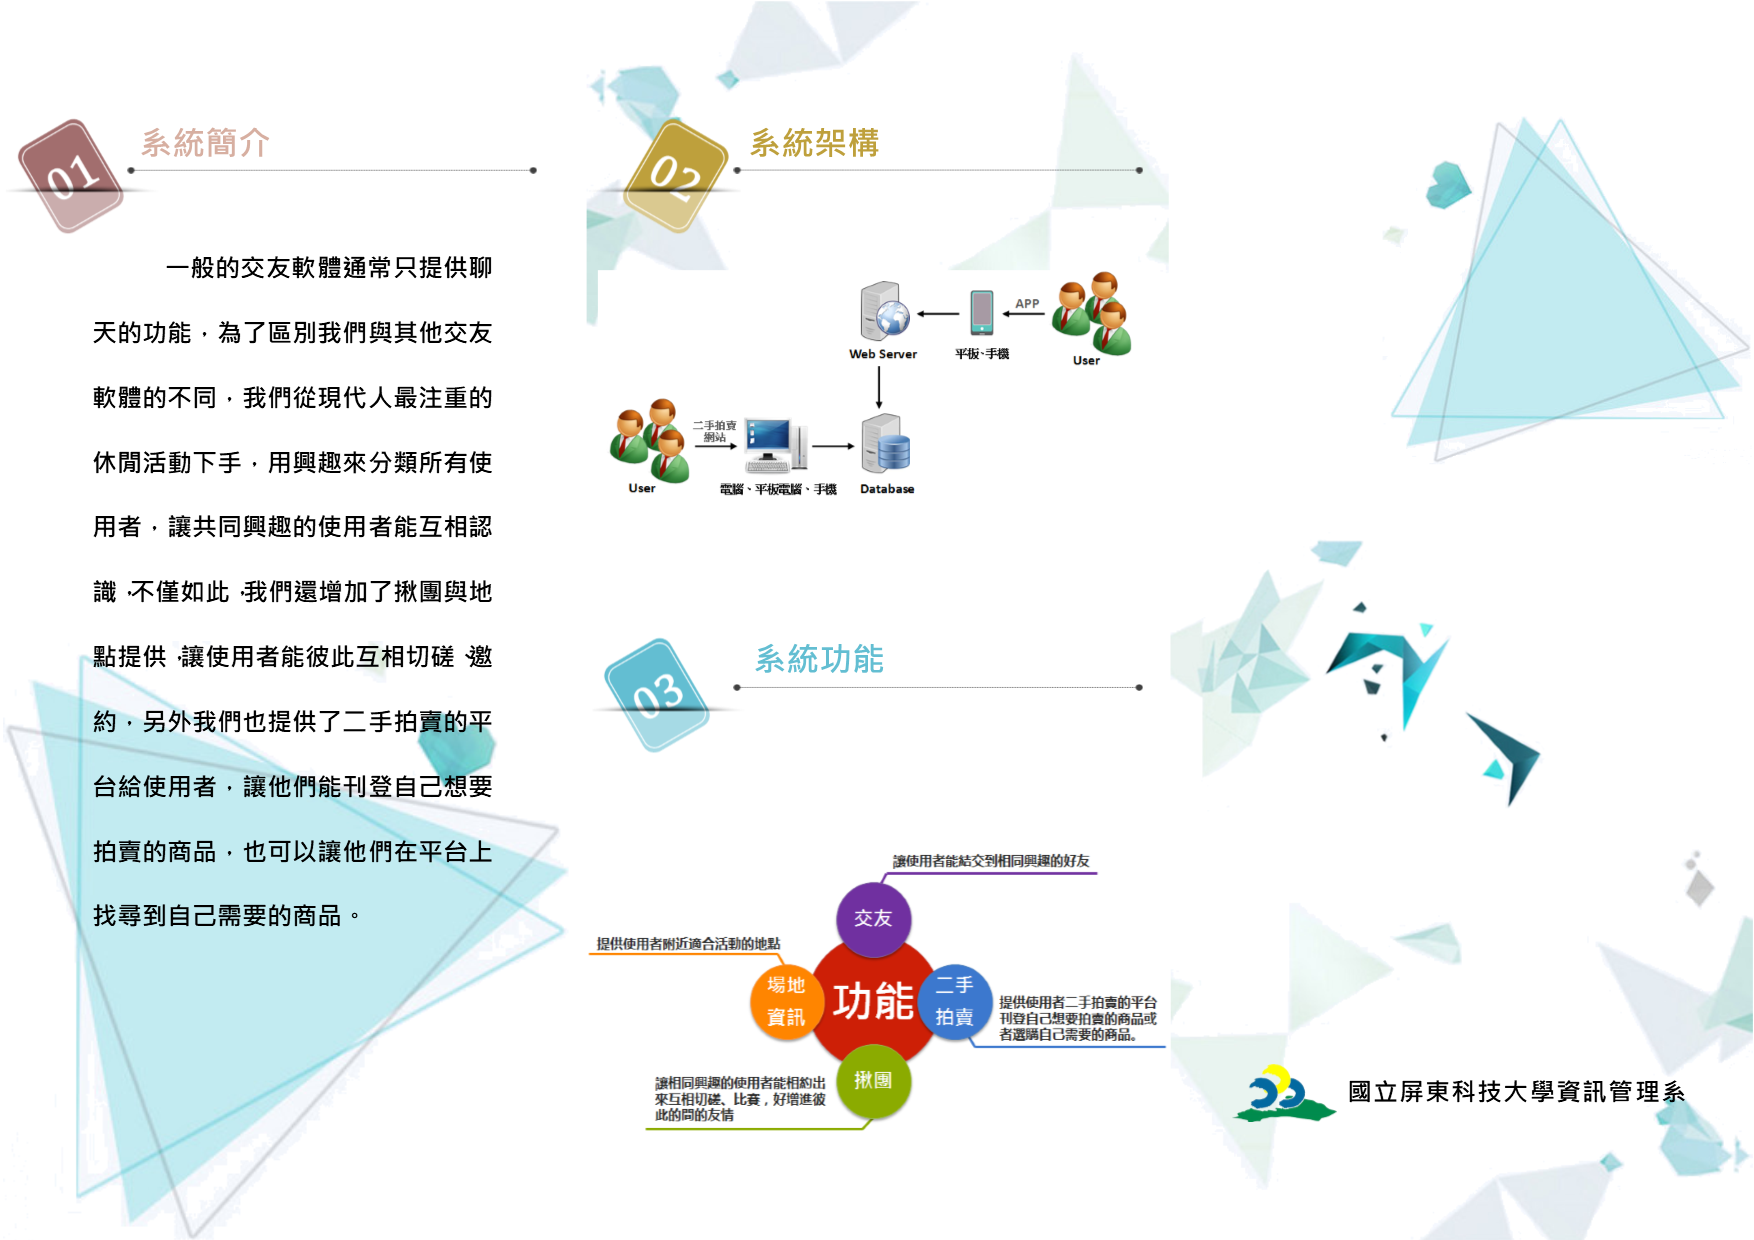 01
系統簡介
一般的交友軟體通常只提供聊
天的功能，為了區別我們與其他交友
軟體的不同，我們從現代人最注重的
休閒活動下手，用興趣來分類所有使
用者，讓共同興趣的使用者能互相認
識，不僅如此，我們還增加了揪團與地
點提供，讓使用者能彼此互相切磋、邀
約，另外我們也提供了二手拍賣的平
台給使用者，讓他們能刊登自己想要
拍賣的商品，也可以讓他們在平台上
找尋到自己需要的商品。
02
系統架構
Web Server
平板、手機
APP
User
User
二手拍賣
網站
電腦、平板電腦、手機
Database
03
系統功能
讓使用者能結交到相同興趣的好友
交友
提供使用者附近適合活動的地點
場地
資訊
功能
二手
拍賣
提供使用者二手拍賣的平台
刊登自己想要拍賣的商品或
者選購自己需要的商品。
揪團
讓相同興趣的使用者能相約出
來互相切磋、比賽，好增進彼
此的間的友情
國立屏東科技大學資訊管理系